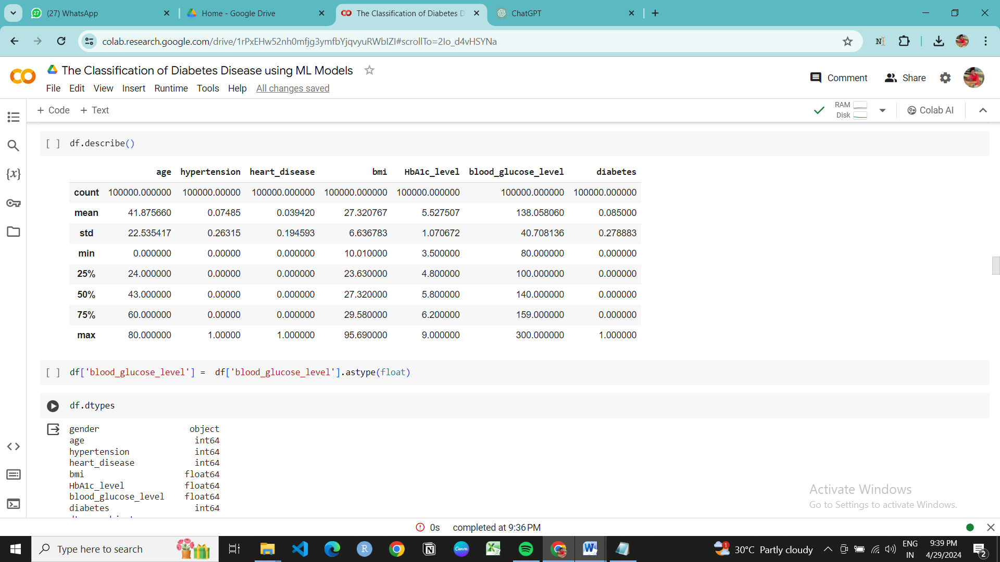 (27) WhatsApp
Home - Google Drive
The Classification of Diabetes D
ChatGPT
colab.research.google.com/drive/1rPxEHw52nh0mfjg3ymfbYjqvyuRWbIZI#scrollTo=2Io_d4vHSYNa
The Classification of Diabetes Disease using ML Models
Comment
Share
File Edit View Insert Runtime Tools Help All changes saved
+ Code + Text
RAM
Disk
Colab AI
[ ] df.describe()
age hypertension heart_disease bmi HbA1c_level blood_glucose_level diabetes
count 100000.000000 100000.00000 100000.000000 100000.000000 100000.000000 100000.000000 100000.000000
mean 41.875660 0.07485 0.039420 27.320767 5.527507 138.058060 0.085000
std 22.535417 0.26315 0.194593 6.636783 1.070672 40.708136 0.278883
min 0.000000 0.00000 0.000000 10.010000 3.500000 80.000000 0.000000
25% 24.000000 0.00000 0.000000 23.630000 4.800000 100.000000 0.000000
50% 43.000000 0.00000 0.000000 27.320000 5.800000 140.000000 0.000000
75% 60.000000 0.00000 0.000000 29.580000 6.200000 159.000000 0.000000
max 80.000000 1.00000 1.000000 95.690000 9.000000 300.000000 1.000000
[ ] df['blood_glucose_level'] =  df['blood_glucose_level'].astype(float)
df.dtypes
gender object
age int64
hypertension int64
heart_disease int64
bmi float64
HbA1c_level float64
blood_glucose_level float64
diabetes int64
Activate Windows
Go to Settings to activate Windows.
0s completed at 9:36 PM
Type here to search
30°C Partly cloudy
ENG
IN
9:39 PM
4/29/2024
2